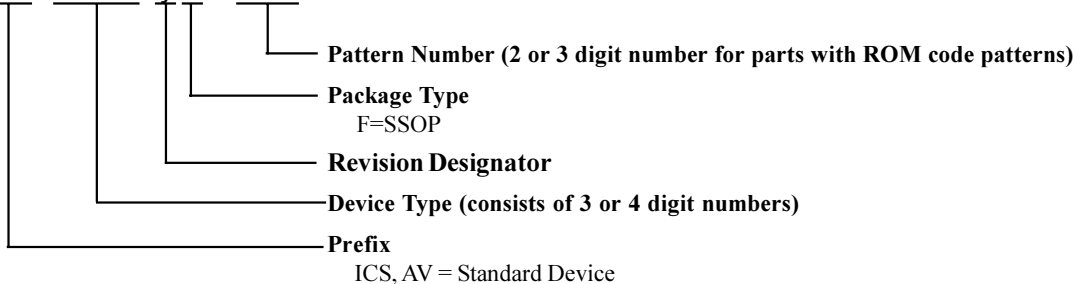 Pattern Number (2 or 3 digit number for parts with ROM code patterns)
Package Type
F=SSOP
Revision Designator
Device Type (consists of 3 or 4 digit numbers)
Prefix
ICS, AV = Standard Device